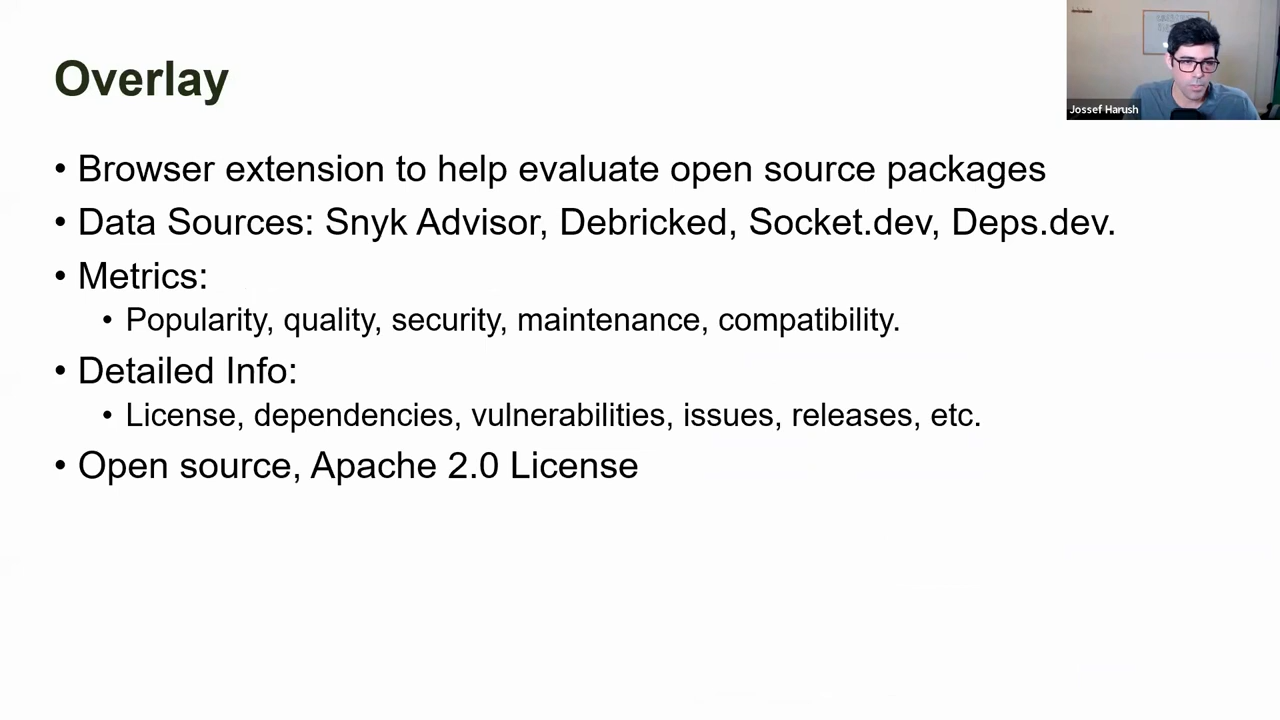 Overlay
Jossef Harush
• Browser extension to help evaluate open source packages
• Data Sources: Snyk Advisor, Debricked, Socket.dev, Deps.dev.
• Metrics:
• Popularity, quality, security, maintenance, compatibility.
• Detailed Info:
• License, dependencies, vulnerabilities, issues, releases, etc.
• Open source, Apache 2.0 License